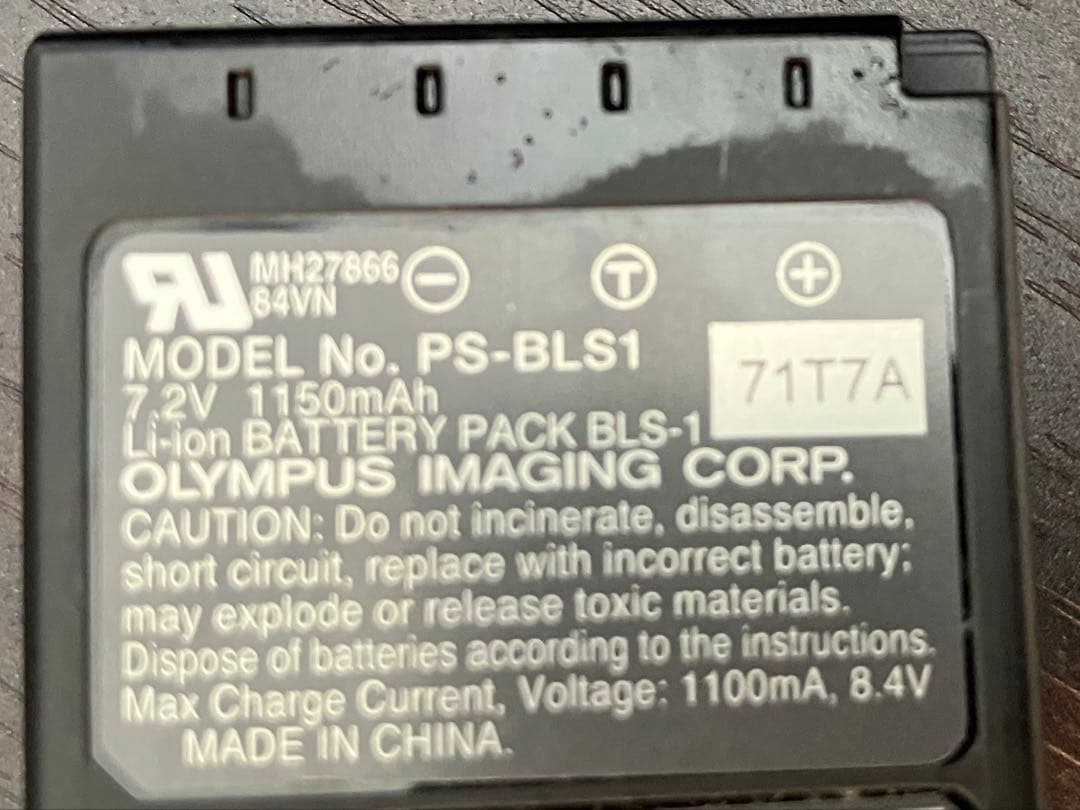 MH27866
84VN
− T +
MODEL No. PS-BLS1
7.2V 1150mAh
71T7A
Li-ion BATTERY PACK BLS-1
OLYMPUS IMAGING CORP.
CAUTION: Do not incinerate, disassemble,
short circuit, replace with incorrect battery;
may explode or release toxic materials.
Dispose of batteries according to the instructions.
Max Charge Current, Voltage: 1100mA, 8.4V
MADE IN CHINA.